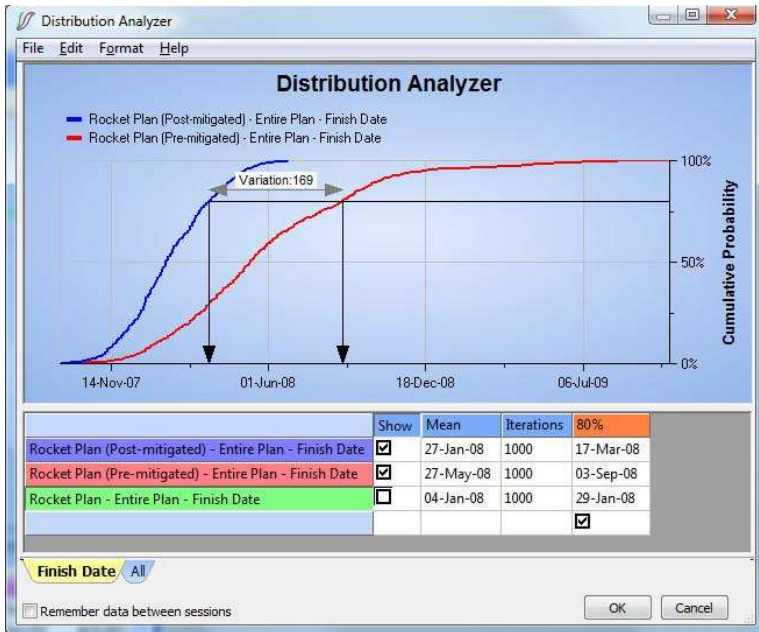 Distribution Analyzer
File Edit Format Help
Distribution Analyzer
Rocket Plan (Post-mitigated) - Entire Plan - Finish Date
Rocket Plan (Pre-mitigated) - Entire Plan - Finish Date
Variation:169
100%
50%
0%
Cumulative Probability
14-Nov-07 01-Jun-08 18-Dec-08 06-Jul-09
Show Mean Iterations 80%
Rocket Plan (Post-mitigated) - Entire Plan - Finish Date 27-Jan-08 1000 17-Mar-08
Rocket Plan (Pre-mitigated) - Entire Plan - Finish Date 27-May-08 1000 03-Sep-08
Rocket Plan - Entire Plan - Finish Date 04-Jan-08 1000 29-Jan-08
Finish Date All
Remember data between sessions
OK Cancel